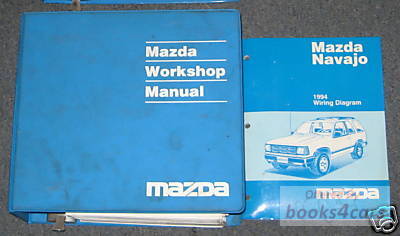 Mazda
Workshop
Manual
mazda
Mazda
Navajo
1994
Wiring Diagram
mazda
books4cars